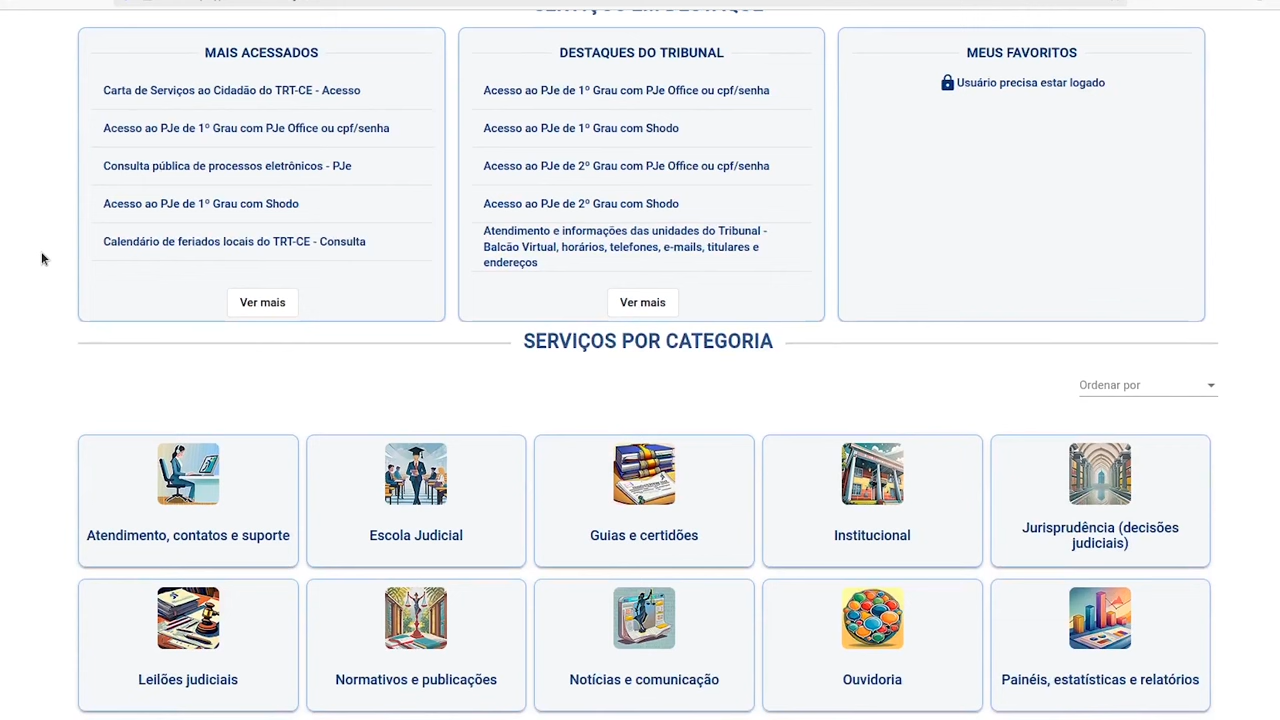 MAIS ACESSADOS
Carta de Serviços ao Cidadão do TRT-CE - Acesso
Acesso ao PJe de 1º Grau com PJe Office ou cpf/senha
Consulta pública de processos eletrônicos - PJe
Acesso ao PJe de 1º Grau com Shodo
Calendário de feriados locais do TRT-CE - Consulta
Ver mais
DESTAQUES DO TRIBUNAL
Acesso ao PJe de 1º Grau com PJe Office ou cpf/senha
Acesso ao PJe de 1º Grau com Shodo
Acesso ao PJe de 2º Grau com PJe Office ou cpf/senha
Acesso ao PJe de 2º Grau com Shodo
Atendimento e informações das unidades do Tribunal -
Balcão Virtual, horários, telefones, e-mails, titulares e
endereços
Ver mais
MEUS FAVORITOS
Usuário precisa estar logado
SERVIÇOS POR CATEGORIA
Ordenar por
Atendimento, contatos e suporte
Escola Judicial
Guias e certidões
Institucional
Jurisprudência (decisões
judiciais)
Leilões judiciais
Normativos e publicações
Notícias e comunicação
Ouvidoria
Painéis, estatísticas e relatórios